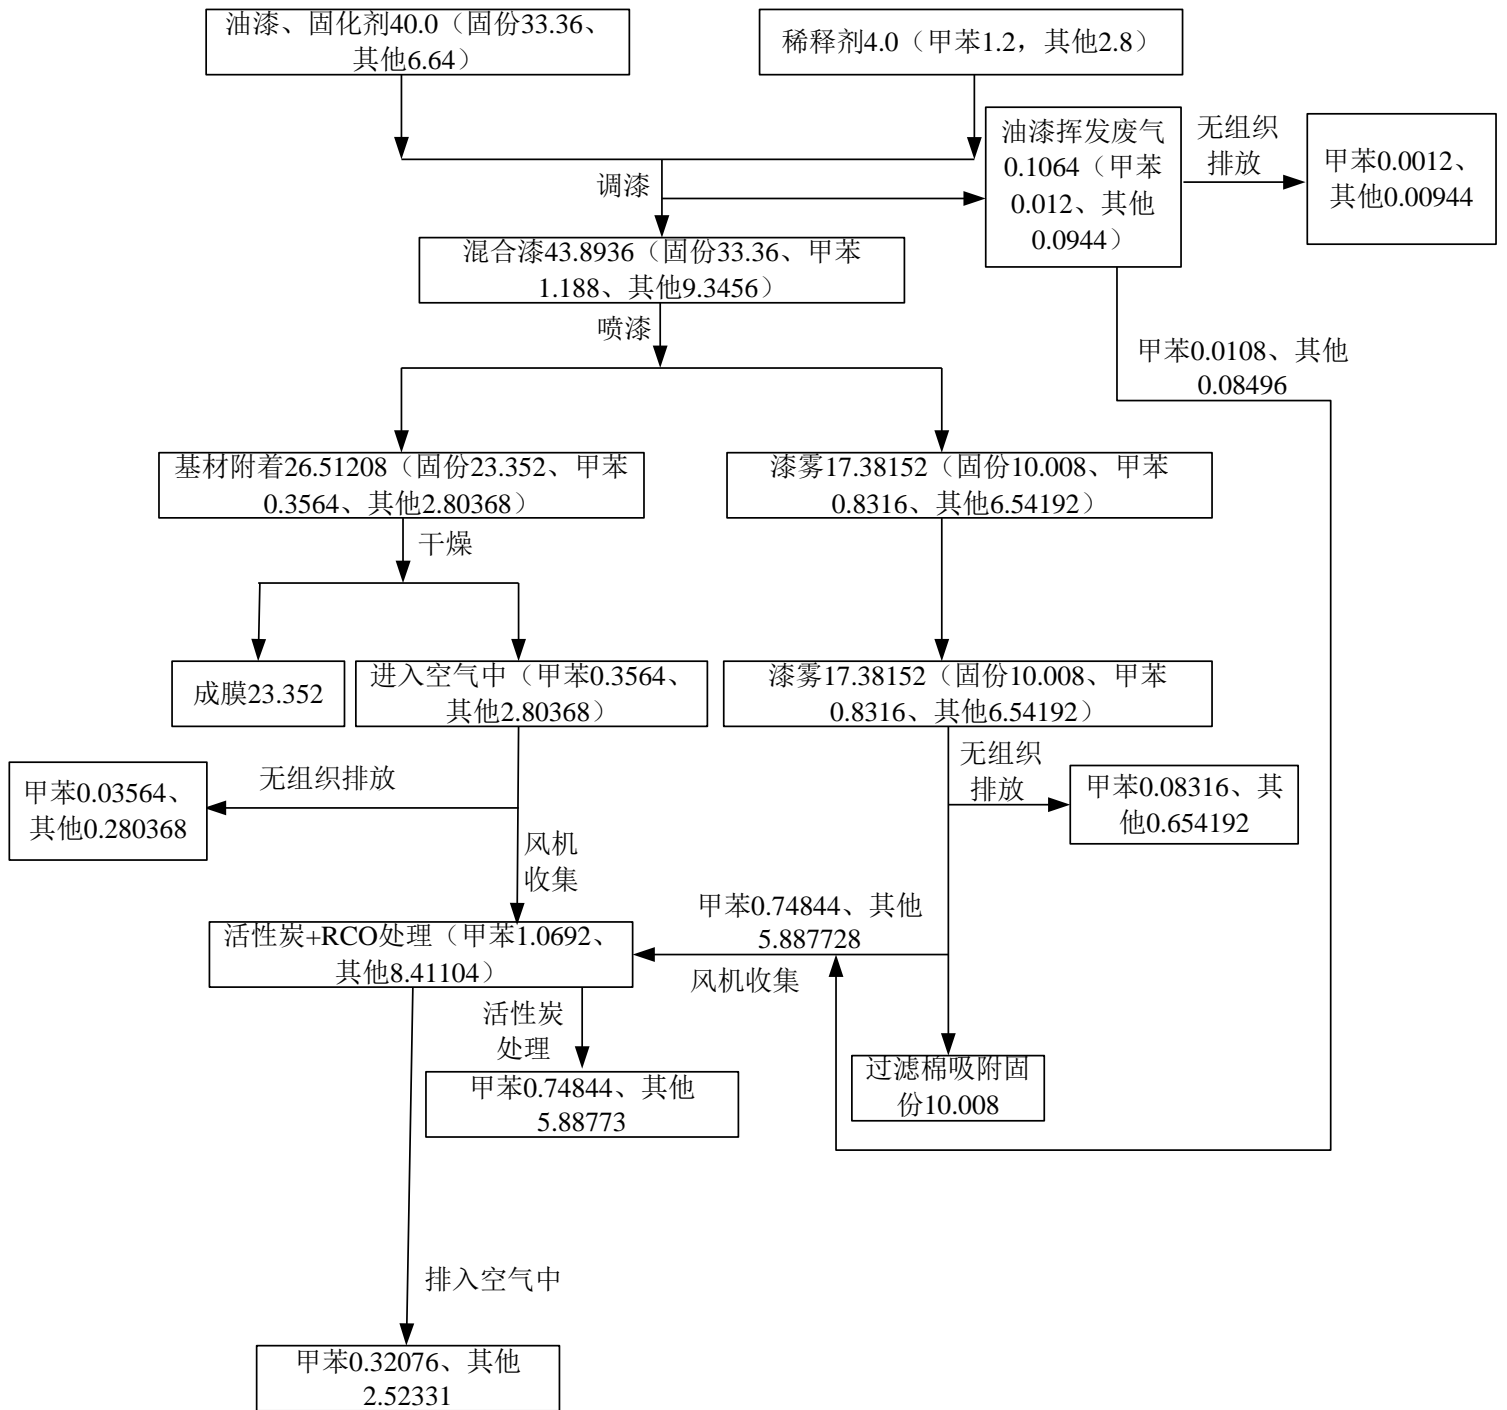 油漆、固化剂40.0（固份33.36、
其他6.64）
稀释剂4.0（甲苯1.2，其他2.8）
油漆挥发废气
0.1064（甲苯
0.012、其他
0.0944）
无组织
排放
甲苯0.0012、
其他0.00944
调漆
混合漆43.8936（固份33.36、甲苯
1.188、其他9.3456）
喷漆
甲苯0.0108、其他
0.08496
基材附着26.51208（固份23.352、甲苯
0.3564、其他2.80368）
漆雾17.38152（固份10.008、甲苯
0.8316、其他6.54192）
干燥
成膜23.352
进入空气中（甲苯0.3564、
其他2.80368）
漆雾17.38152（固份10.008、甲苯
0.8316、其他6.54192）
无组织排放
甲苯0.03564、
其他0.280368
无组织
排放
甲苯0.08316、其
他0.654192
风机
收集
甲苯0.74844、其他
5.887728
风机收集
活性炭+RCO处理（甲苯1.0692、
其他8.41104）
活性炭
处理
甲苯0.74844、其他
5.88773
过滤棉吸附固
份10.008
排入空气中
甲苯0.32076、其他
2.52331